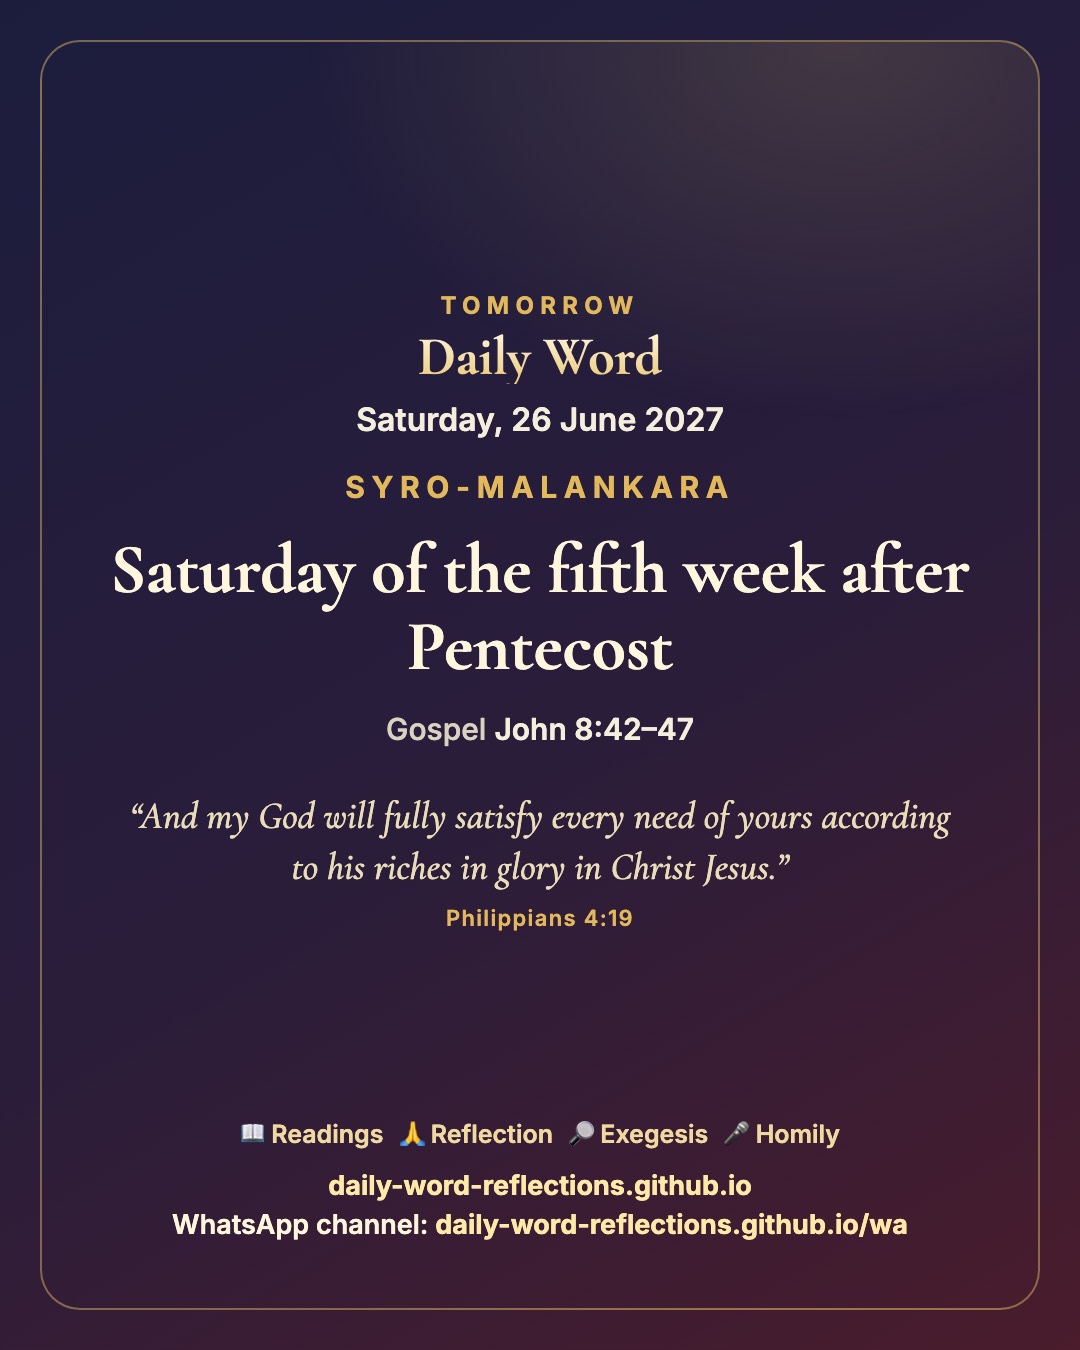 TOMORROW
Daily Word
Saturday, 26 June 2027
SYRO-MALANKARA
Saturday of the fifth week after
Pentecost
Gospel John 8:42–47
“And my God will fully satisfy every need of yours according
to his riches in glory in Christ Jesus.”
Philippians 4:19
📖 Readings 🙏 Reflection 🔎 Exegesis 🎤 Homily
daily-word-reflections.github.io
WhatsApp channel: daily-word-reflections.github.io/wa